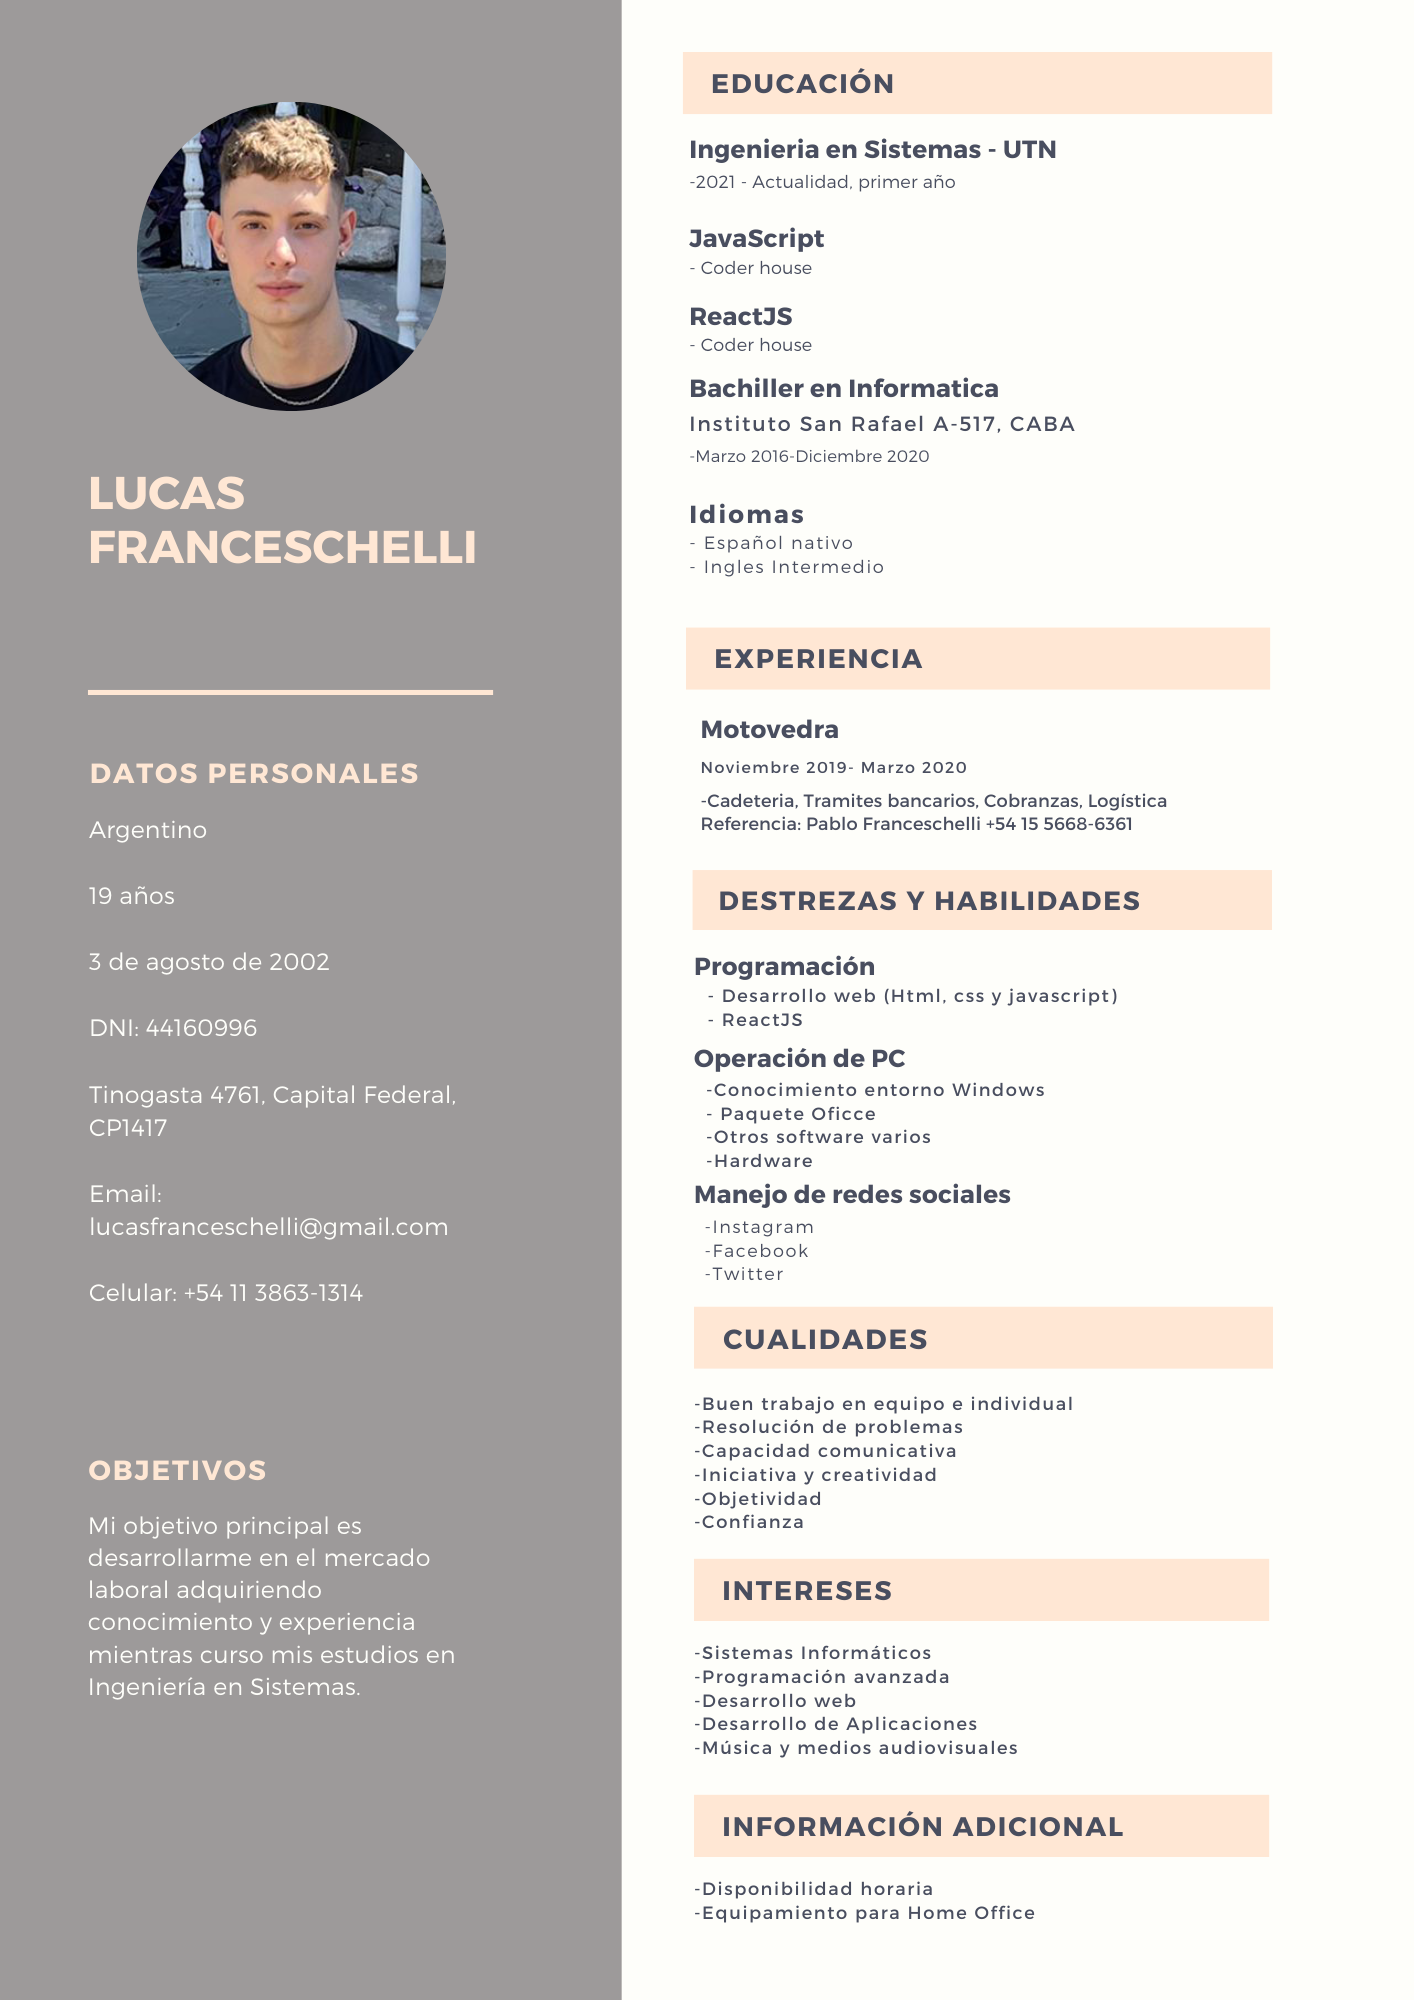 LUCAS
FRANCESCHELLI
DATOS PERSONALES
Argentino
19 años
3 de agosto de 2002
DNI: 44160996
Tinogasta 4761, Capital Federal,
CP1417
Email:
lucasfranceschelli@gmail.com
Celular: +54 11 3863-1314
OBJETIVOS
Mi objetivo principal es
desarrollarme en el mercado
laboral adquiriendo
conocimiento y experiencia
mientras curso mis estudios en
Ingeniería en Sistemas.
EDUCACIÓN
Ingenieria en Sistemas - UTN
-2021 - Actualidad, primer año
JavaScript
- Coder house
ReactJS
- Coder house
Bachiller en Informatica
Instituto San Rafael A-517, CABA
-Marzo 2016-Diciembre 2020
Idiomas
- Español nativo
- Ingles Intermedio
EXPERIENCIA
Motovedra
Noviembre 2019- Marzo 2020
-Cadeteria, Tramites bancarios, Cobranzas, Logística
Referencia: Pablo Franceschelli +54 15 5668-6361
DESTREZAS Y HABILIDADES
Programación
- Desarrollo web (Html, css y javascript)
- ReactJS
Operación de PC
-Conocimiento entorno Windows
- Paquete Oficce
-Otros software varios
-Hardware
Manejo de redes sociales
-Instagram
-Facebook
-Twitter
CUALIDADES
-Buen trabajo en equipo e individual
-Resolución de problemas
-Capacidad comunicativa
-Iniciativa y creatividad
-Objetividad
-Confianza
INTERESES
-Sistemas Informáticos
-Programación avanzada
-Desarrollo web
-Desarrollo de Aplicaciones
-Música y medios audiovisuales
INFORMACIÓN ADICIONAL
-Disponibilidad horaria
-Equipamiento para Home Office